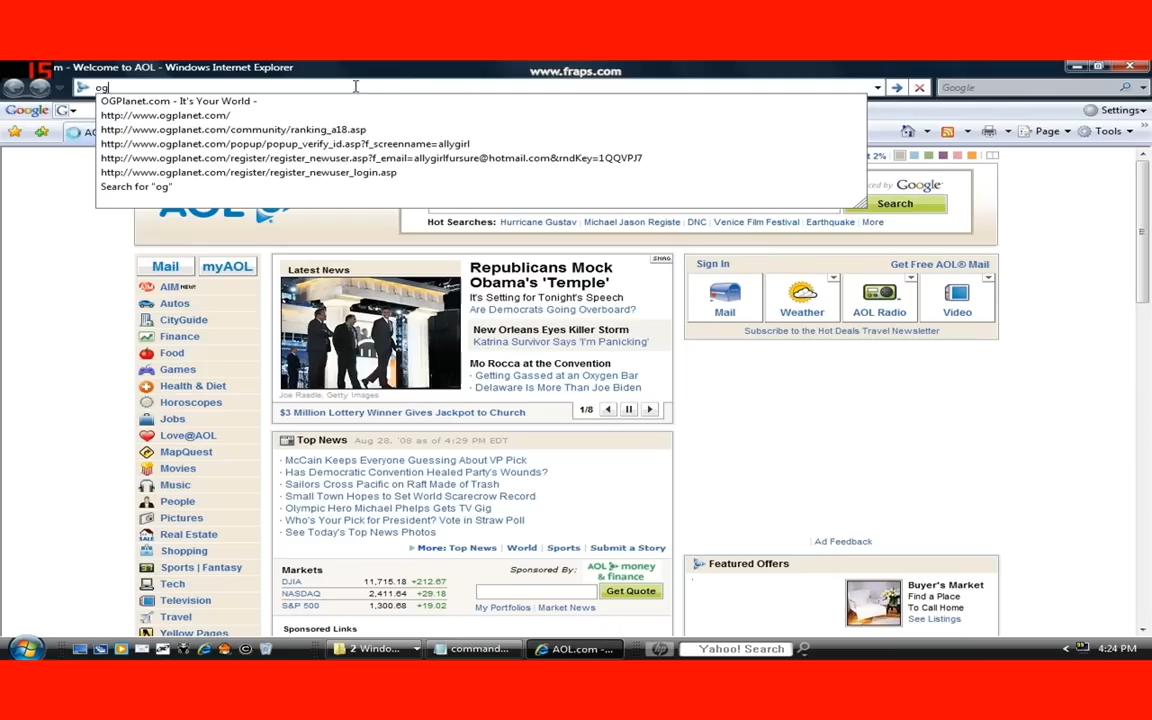 15
m - Welcome to AOL - Windows Internet Explorer
www.fraps.com
og
Google
OGPlanet.com - It's Your World -
http://www.ogplanet.com/
http://www.ogplanet.com/community/ranking_a18.asp
http://www.ogplanet.com/popup/popup_verify_id.asp?f_screenname=allygirl
http://www.ogplanet.com/register/register_newuser.asp?f_email=allygirlfursure@hotmail.com&rndKey=1QQVPJ7
http://www.ogplanet.com/register/register_newuser_login.asp
Search for "og"
Google
G
Settings
Page
Tools
2%
AOL
Google
Search
Hot Searches: Hurricane Gustav | Michael Jason Registe | DNC | Venice Film Festival | Earthquake | More
Mail
myAOL
AIM NEW!
Autos
CityGuide
Finance
Food
Games
Health & Diet
Horoscopes
Jobs
Love@AOL
MapQuest
Movies
Music
People
Pictures
Real Estate
Shopping
Sports | Fantasy
Tech
Television
Travel
Yellow Pages
Latest News
SNAG
Republicans Mock
Obama's 'Temple'
It's Setting for Tonight's Speech
Are Democrats Going Overboard?
New Orleans Eyes Killer Storm
Katrina Survivor Says 'I'm Panicking'
Mo Rocca at the Convention
· Getting Gassed at an Oxygen Bar
· Delaware Is More Than Joe Biden
Joe Raedle, Getty Images
$3 Million Lottery Winner Gives Jackpot to Church
1/8
Top News Aug 28, '08 as of 4:29 PM EDT
· McCain Keeps Everyone Guessing About VP Pick
· Has Democratic Convention Healed Party's Wounds?
· Sailors Cross Pacific on Raft Made of Trash
· Small Town Hopes to Set World Scarecrow Record
· Olympic Hero Michael Phelps Gets TV Gig
· Who's Your Pick for President? Vote in Straw Poll
· See Today's Top News Photos
More: Top News | World | Sports | Submit a Story
Markets
DJIA 11,715.18 +212.67
NASDAQ 2,411.64 +29.18
S&P 500 1,300.68 +19.02
Sponsored By:
AOL money
& finance
Get Quote
My Portfolios | Market News
Sponsored Links
Sign In
Get Free AOL® Mail
Mail
Weather
AOL Radio
Video
Subscribe to the Hot Deals Travel Newsletter
Ad Feedback
Featured Offers
Buyer's Market
Find a Place
To Call Home
See Listings
2 Windo...
command...
AOL.com -...
hp
Yahoo! Search
4:24 PM